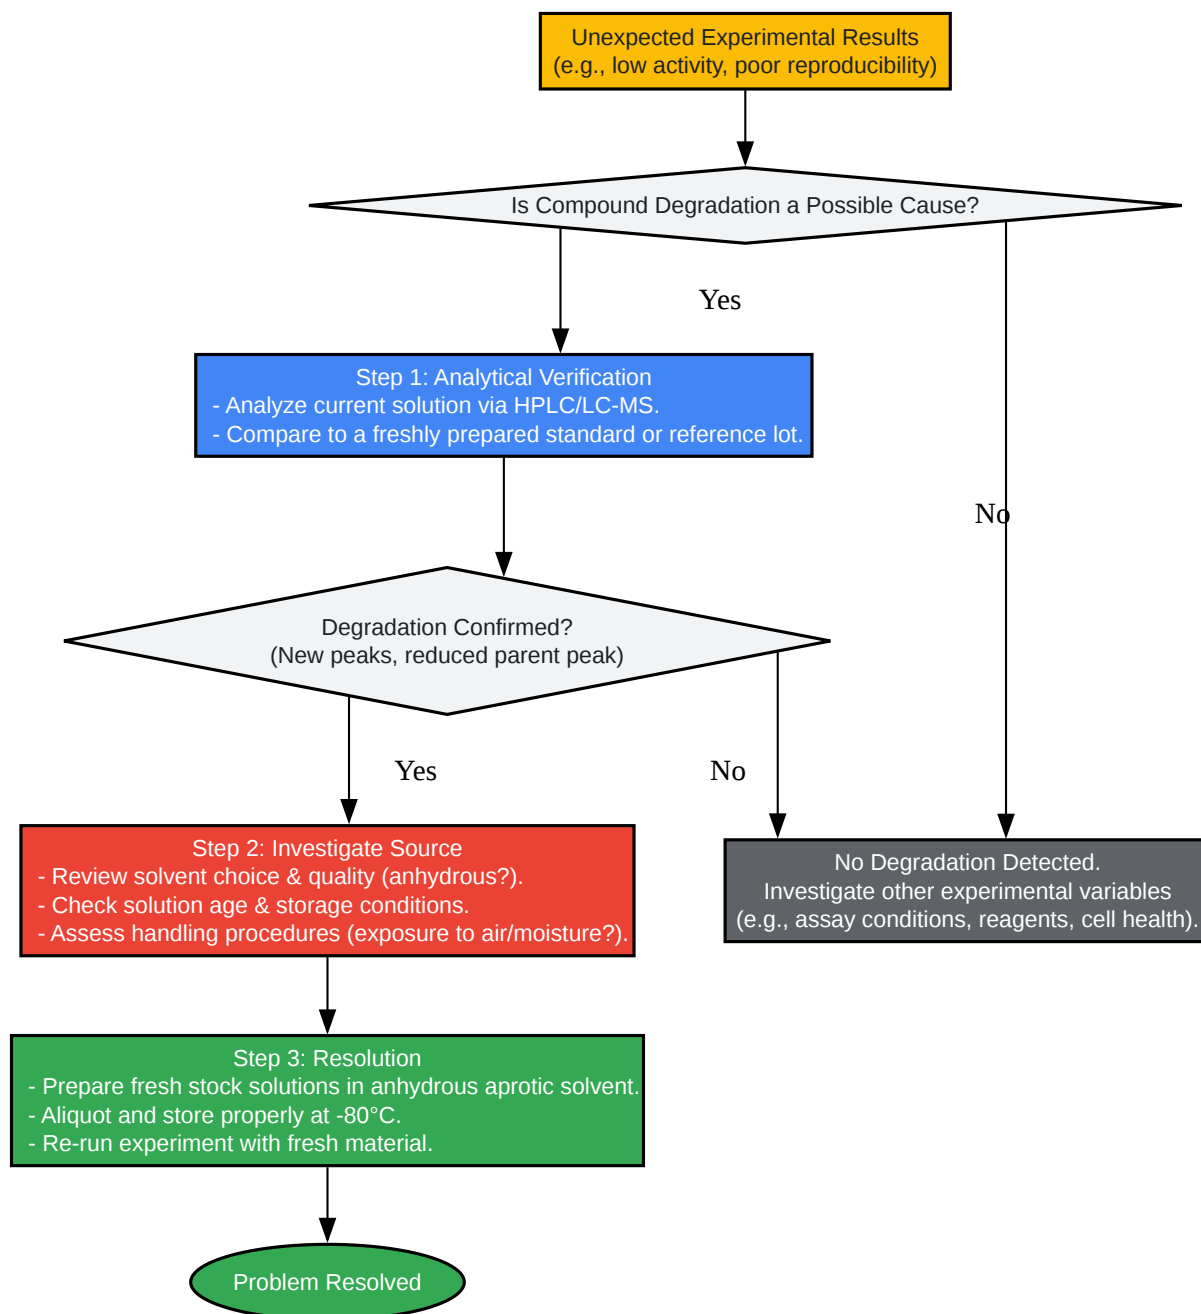 Unexpected Experimental Results
(e.g., low activity, poor reproducibility)
Is Compound Degradation a Possible Cause?
Yes
Step 1: Analytical Verification
- Analyze current solution via HPLC/LC-MS.
- Compare to a freshly prepared standard or reference lot.
No
Degradation Confirmed?
(New peaks, reduced parent peak)
Yes
No
Step 2: Investigate Source
- Review solvent choice & quality (anhydrous?).
- Check solution age & storage conditions.
- Assess handling procedures (exposure to air/moisture?).
No Degradation Detected.
Investigate other experimental variables
(e.g., assay conditions, reagents, cell health).
Step 3: Resolution
- Prepare fresh stock solutions in anhydrous aprotic solvent.
- Aliquot and store properly at -80°C.
- Re-run experiment with fresh material.
Problem Resolved